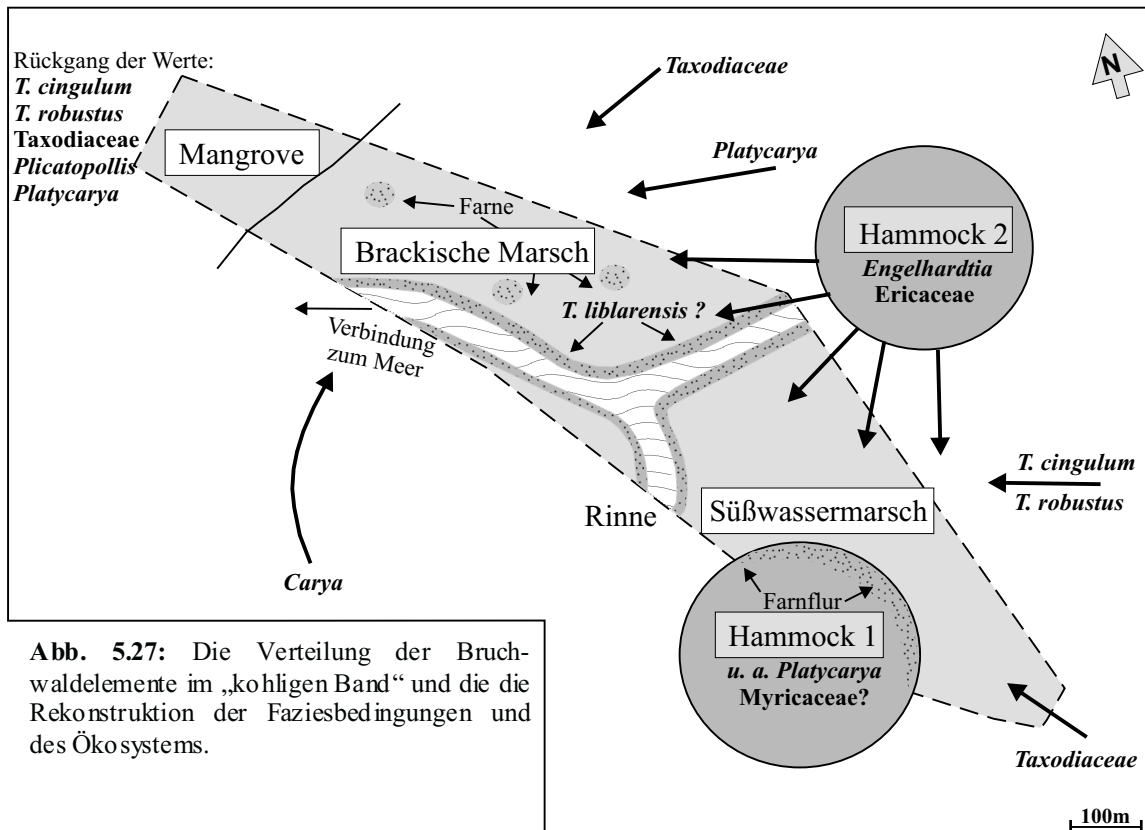 Rückgang der Werte:
T. cingulum
T. robustus
Taxodiaceae
Plicatopollis
Platycarya
Taxodiaceae
N
Platycarya
Mangrove
Farne
Hammock 2
Engelhardtia
Ericaceae
Brackische Marsch
T. liblarensis ?
Verbindung
zum Meer
T. cingulum
T. robustus
Rinne
Süßwassermarsch
Carya
Farnflur
Hammock 1
u. a. Platycarya
Myricaceae?
Taxodiaceae
100m
Abb. 5.27: Die Verteilung der Bruch-
waldelemente im „kohligen Band“ und die die
Rekonstruktion der Faziesbedingungen und
des Ökosystems.